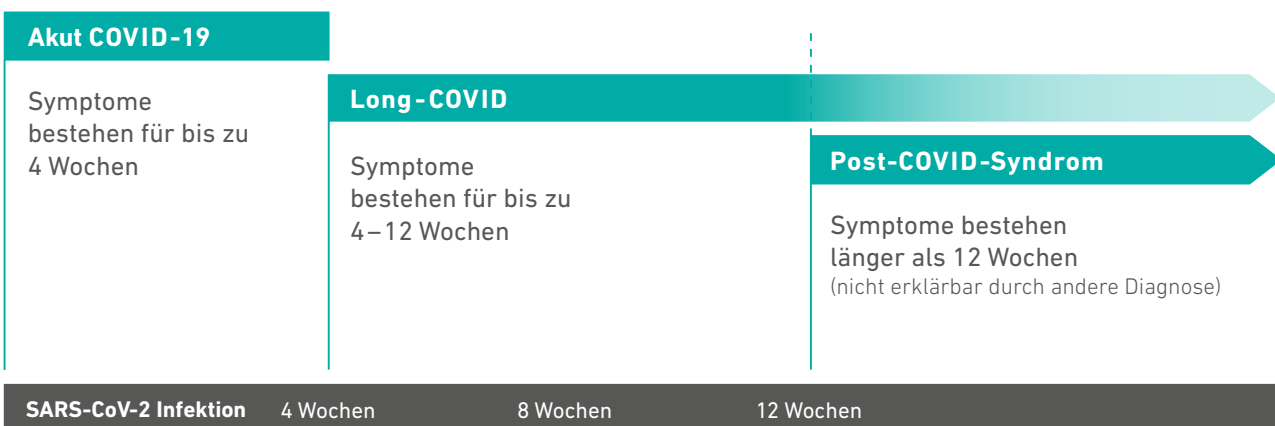 Akut COVID-19
Symptome
bestehen für bis zu
4 Wochen
Long-COVID
Symptome
bestehen für bis zu
4–12 Wochen
Post-COVID-Syndrom
Symptome bestehen
länger als 12 Wochen
(nicht erklärbar durch andere Diagnose)
SARS-CoV-2 Infektion 4 Wochen 8 Wochen 12 Wochen